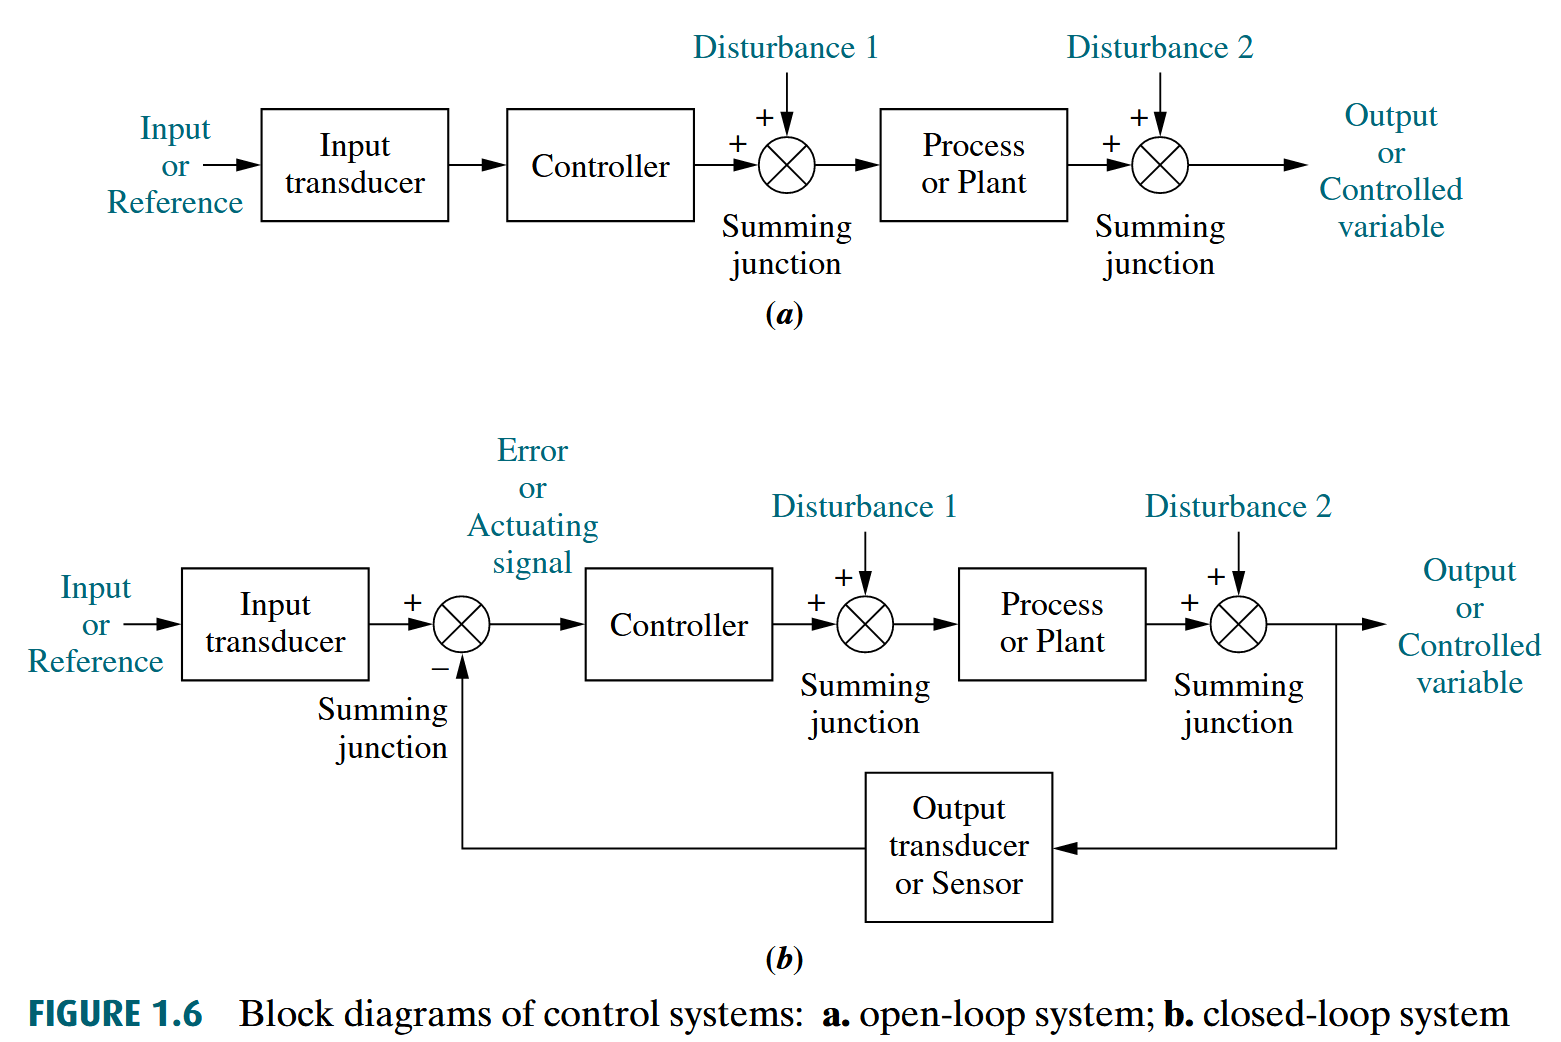 Disturbance 1
Disturbance 2
Input
or
Reference
Input
transducer
Controller
+
+
Summing
junction
Process
or Plant
+
+
Summing
junction
Output
or
Controlled
variable
(a)
Error
or
Actuating
signal
Disturbance 1
Disturbance 2
Input
or
Reference
Input
transducer
+
−
Summing
junction
Controller
+
+
Summing
junction
Process
or Plant
+
+
Summing
junction
Output
or
Controlled
variable
Output
transducer
or Sensor
(b)
FIGURE 1.6 Block diagrams of control systems: a. open-loop system; b. closed-loop system